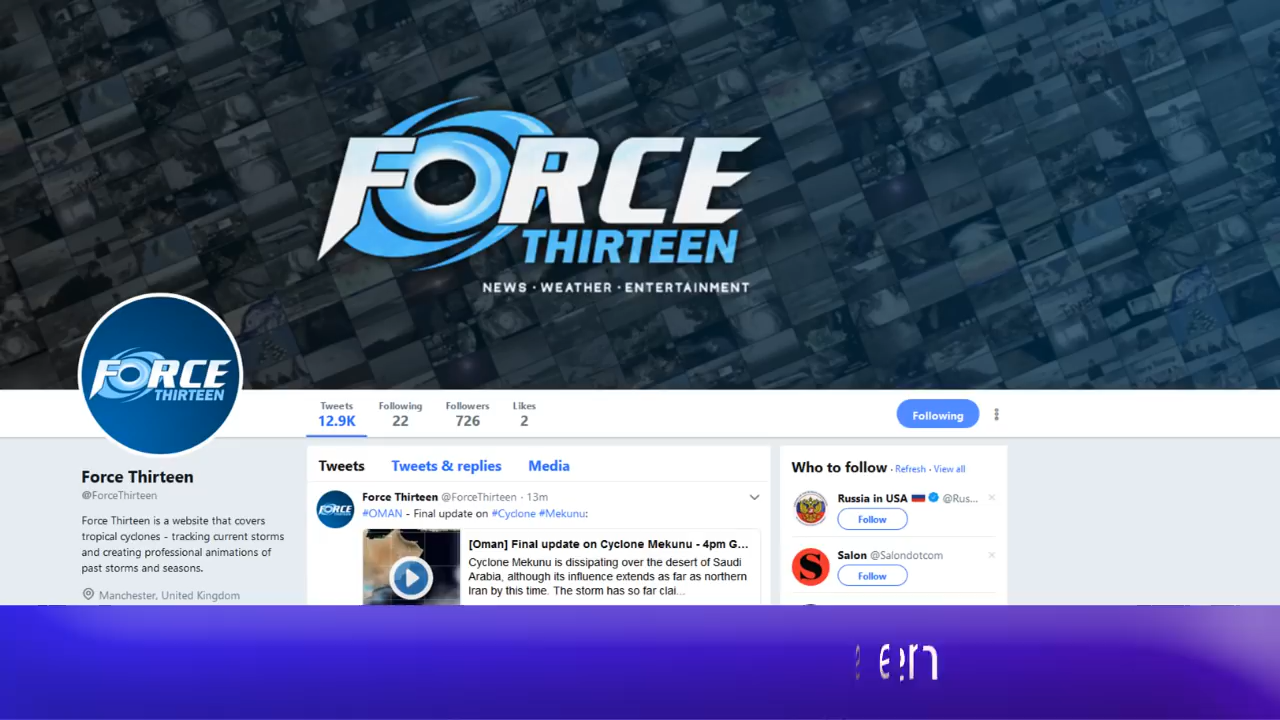 FORCE
THIRTEEN
NEWS · WEATHER · ENTERTAINMENT
FORCE
THIRTEEN
Tweets Following Followers Likes
12.9K 22 726 2
Following
Force Thirteen
@ForceThirteen
Force Thirteen is a website that covers
tropical cyclones - tracking current storms
and creating professional animations of
past storms and seasons.
Manchester, United Kingdom
Tweets Tweets & replies Media
FORCE
Force Thirteen @ForceThirteen · 13m
#OMAN - Final update on #Cyclone #Mekunu:
[Oman] Final update on Cyclone Mekunu - 4pm G...
Cyclone Mekunu is dissipating over the desert of Saudi
Arabia, although its influence extends as far as northern
Iran by this time. The storm has so far clai...
Who to follow · Refresh · View all
Russia in USA @Rus...
Follow
S
Salon @Salondotcom
Follow